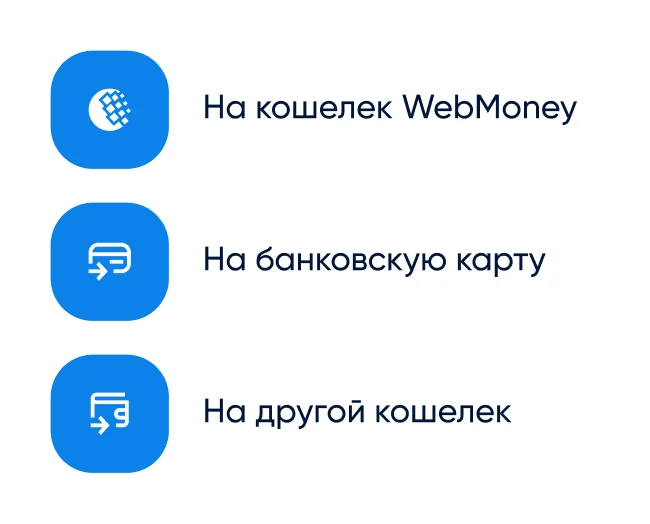 На кошелек WebMoney
На банковскую карту
На другой кошелек